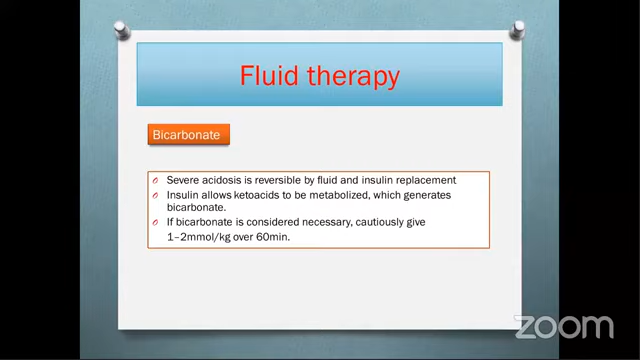 Fluid therapy
Bicarbonate
Severe acidosis is reversible by fluid and insulin replacement
Insulin allows ketoacids to be metabolized, which generates
bicarbonate.
If bicarbonate is considered necessary, cautiously give
1–2mmol/kg over 60min.
zoom